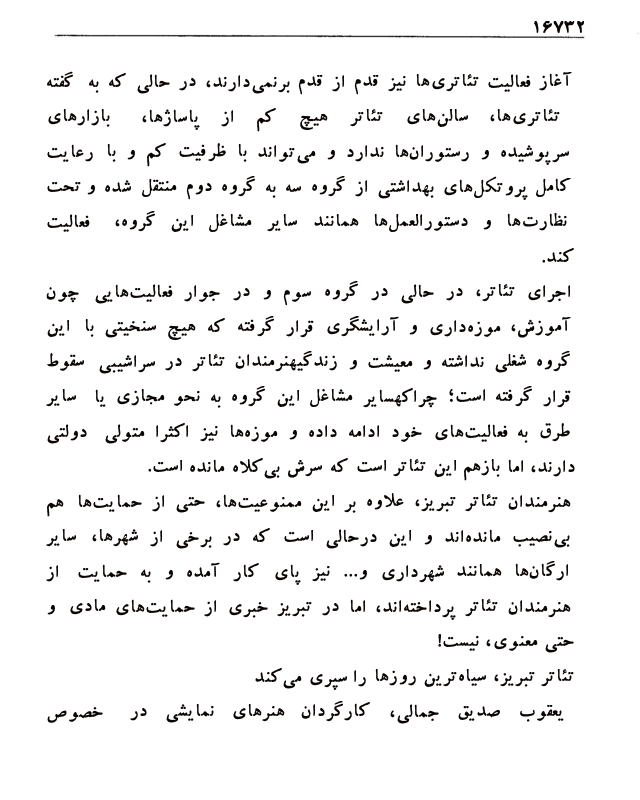 ۱۶۷۳۲
آغاز فعالیت تئاتری‌ها نیز قدم از قدم برنمی‌دارند، در حالی که به گفته
تئاتری‌ها، سالن‌های تئاتر هیچ کم از پاساژها، بازارهای
سرپوشیده و رستوران‌ها ندارد و می‌تواند با ظرفیت کم و با رعایت
کامل پروتکل‌های بهداشتی از گروه سه به گروه دوم منتقل شده و تحت
نظارت‌ها و دستورالعمل‌ها همانند سایر مشاغل این گروه، فعالیت
کند.
اجرای تئاتر، در حالی در گروه سوم و در جوار فعالیت‌هایی چون
آموزش، موزه‌داری و آرایشگری قرار گرفته که هیچ سنخیتی با این
گروه شغلی نداشته و معیشت و زندگیهنرمندان تئاتر در سراشیبی سقوط
قرار گرفته است؛ چراکهسایر مشاغل این گروه به نحو مجازی یا سایر
طرق به فعالیت‌های خود ادامه داده و موزه‌ها نیز اکثرا متولی دولتی
دارند، اما بازهم این تئاتر است که سرش بی‌کلاه مانده است.
هنرمندان تئاتر تبریز، علاوه بر این ممنوعیت‌ها، حتی از حمایت‌ها هم
بی‌نصیب مانده‌اند و این درحالی است که در برخی از شهرها، سایر
ارگان‌ها همانند شهرداری و... نیز پای کار آمده و به حمایت از
هنرمندان تئاتر پرداخته‌اند، اما در تبریز خبری از حمایت‌های مادی و
حتی معنوی، نیست!
تئاتر تبریز، سیاه‌ترین روزها را سپری می‌کند
یعقوب صدیق جمالی، کارگردان هنرهای نمایشی در خصوص